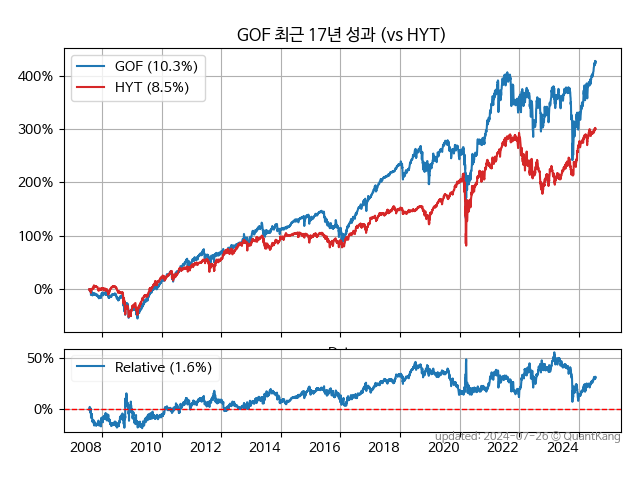 GOF 최근 17년 성과 (vs HYT)
GOF (10.3%)
HYT (8.5%)
400%
300%
200%
100%
0%
50%
0%
Relative (1.6%)
2008 2010 2012 2014 2016 2018 2020 2022 2024
updated: 2024-07-26 © QuantKang